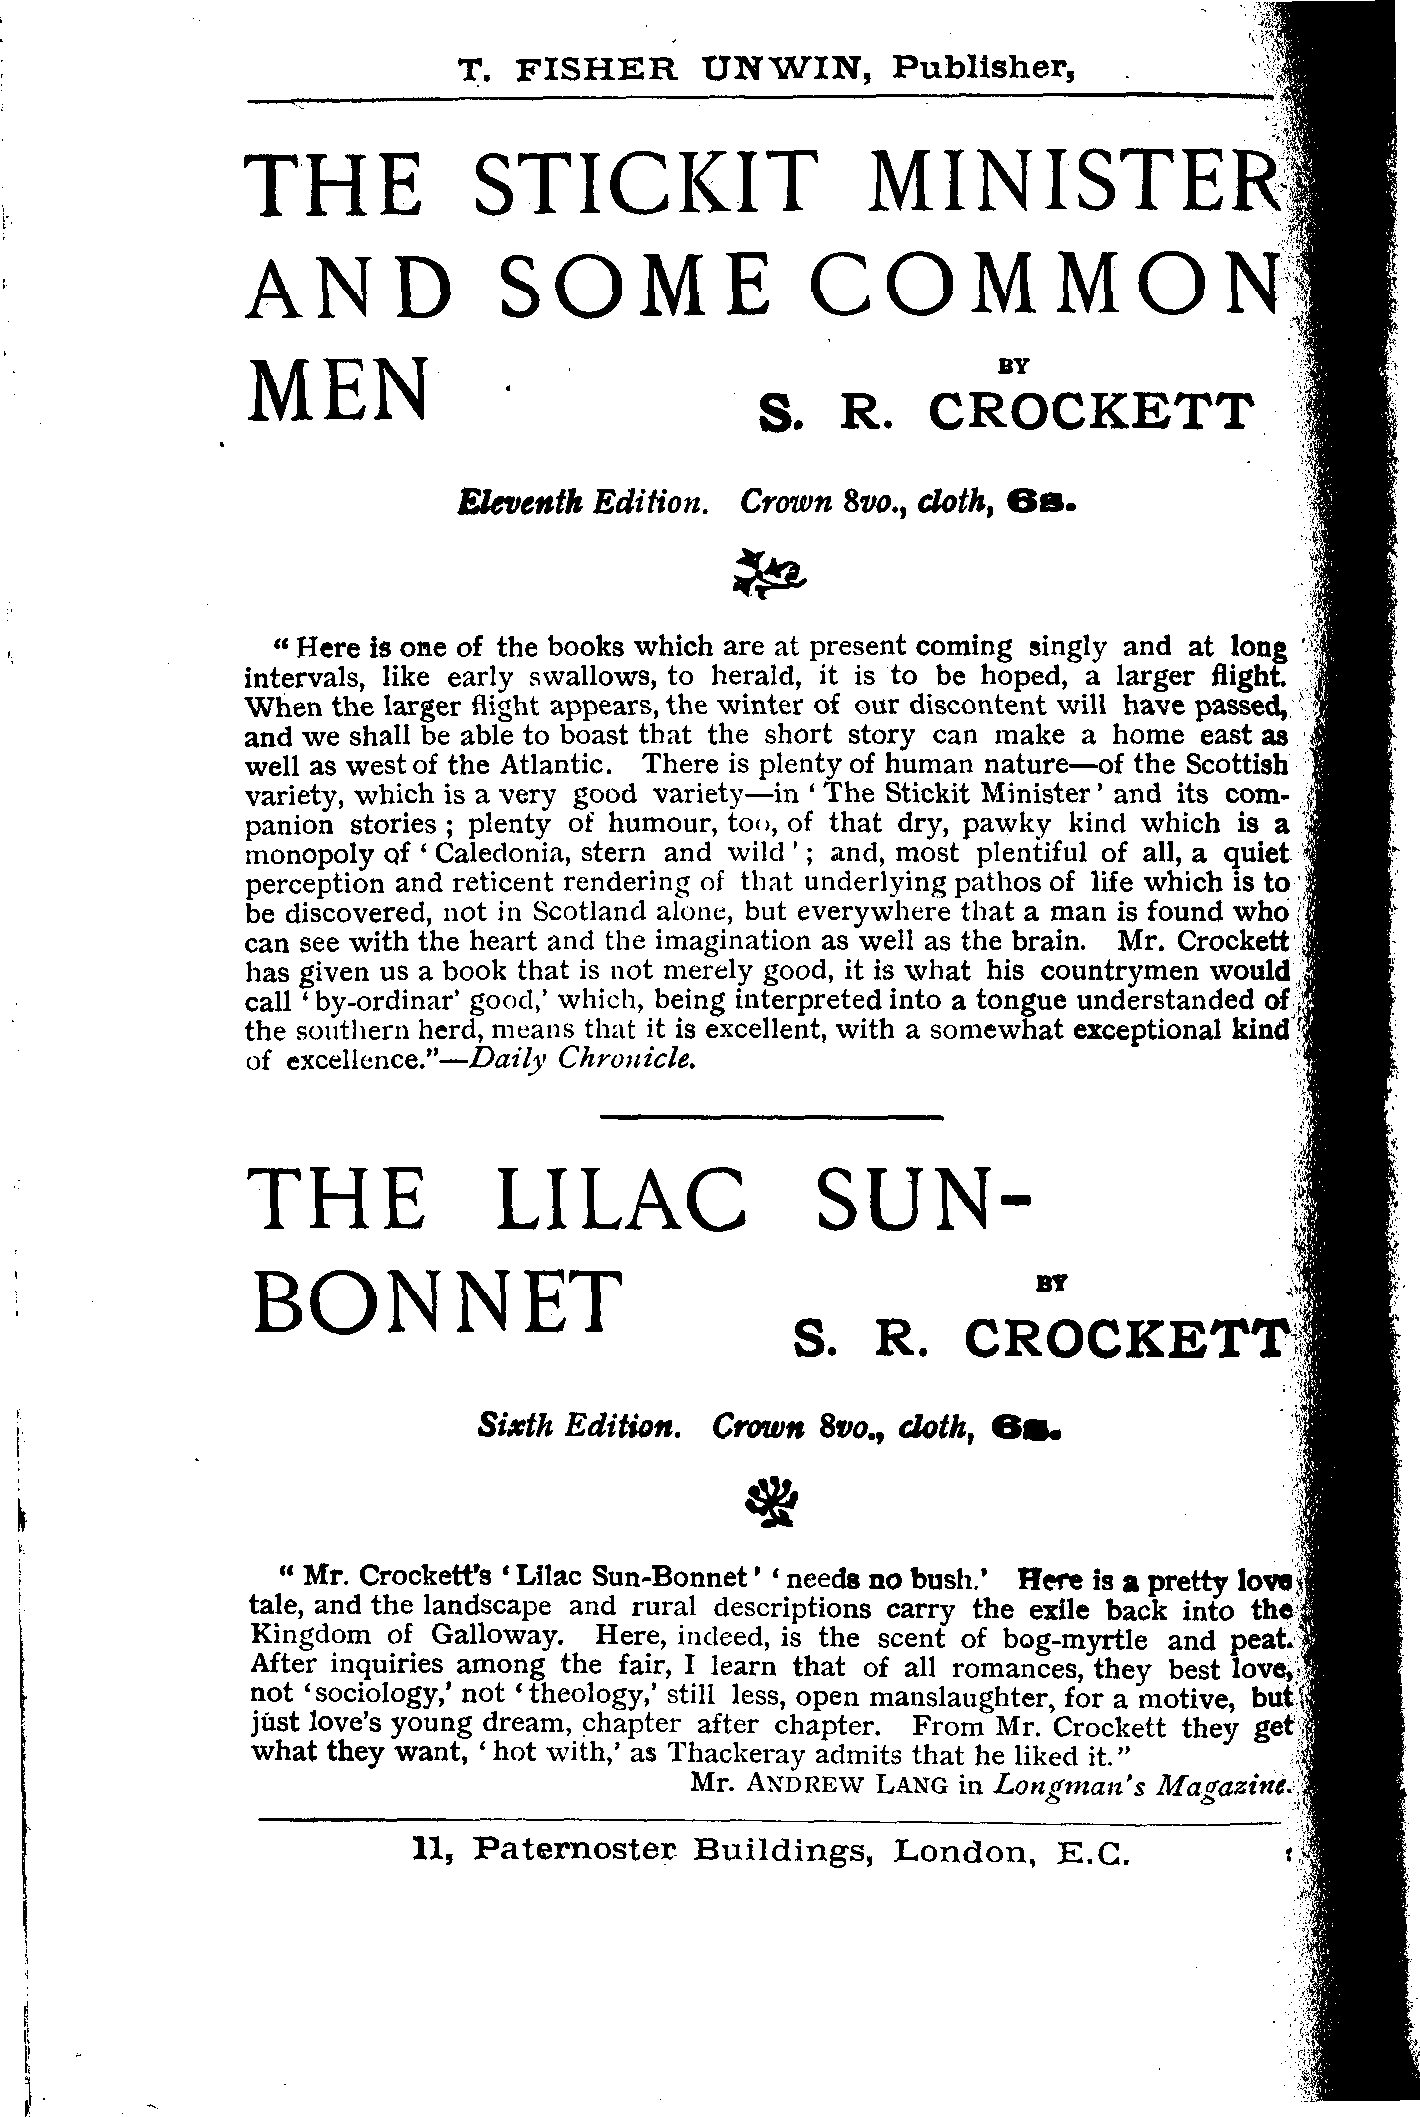 T. FISHER UNWIN, Publisher,
THE STICKIT MINISTER
AND SOME COMMON
MEN
BY
S. R. CROCKETT
Eleventh Edition. Crown 8vo., cloth, 6s.
“ Here is one of the books which are at present coming singly and at long
intervals, like early swallows, to herald, it is to be hoped, a larger flight.
When the larger flight appears, the winter of our discontent will have passed,
and we shall be able to boast that the short story can make a home east as
well as west of the Atlantic. There is plenty of human nature—of the Scottish
variety, which is a very good variety—in ‘ The Stickit Minister ’ and its com-
panion stories ; plenty of humour, too, of that dry, pawky kind which is a
monopoly of ‘ Caledonia, stern and wild ’ ; and, most plentiful of all, a quiet
perception and reticent rendering of that underlying pathos of life which is to
be discovered, not in Scotland alone, but everywhere that a man is found who
can see with the heart and the imagination as well as the brain. Mr. Crockett
has given us a book that is not merely good, it is what his countrymen would
call ‘ by-ordinar’ good,’ which, being interpreted into a tongue understanded of
the southern herd, means that it is excellent, with a somewhat exceptional kind
of excellence.”—Daily Chronicle.
THE LILAC SUN-
BONNET
BY
S. R. CROCKETT
Sixth Edition. Crown 8vo., cloth, 6s.
“ Mr. Crockett’s ‘ Lilac Sun-Bonnet ’ ‘ needs no bush.’ Here is a pretty love
tale, and the landscape and rural descriptions carry the exile back into the
Kingdom of Galloway. Here, indeed, is the scent of bog-myrtle and peat.
After inquiries among the fair, I learn that of all romances, they best love,
not ‘ sociology,’ not ‘ theology,’ still less, open manslaughter, for a motive, but
just love’s young dream, chapter after chapter. From Mr. Crockett they get
what they want, ‘ hot with,’ as Thackeray admits that he liked it.”
Mr. ANDREW LANG in Longman’s Magazine.
11, Paternoster Buildings, London, E.C.